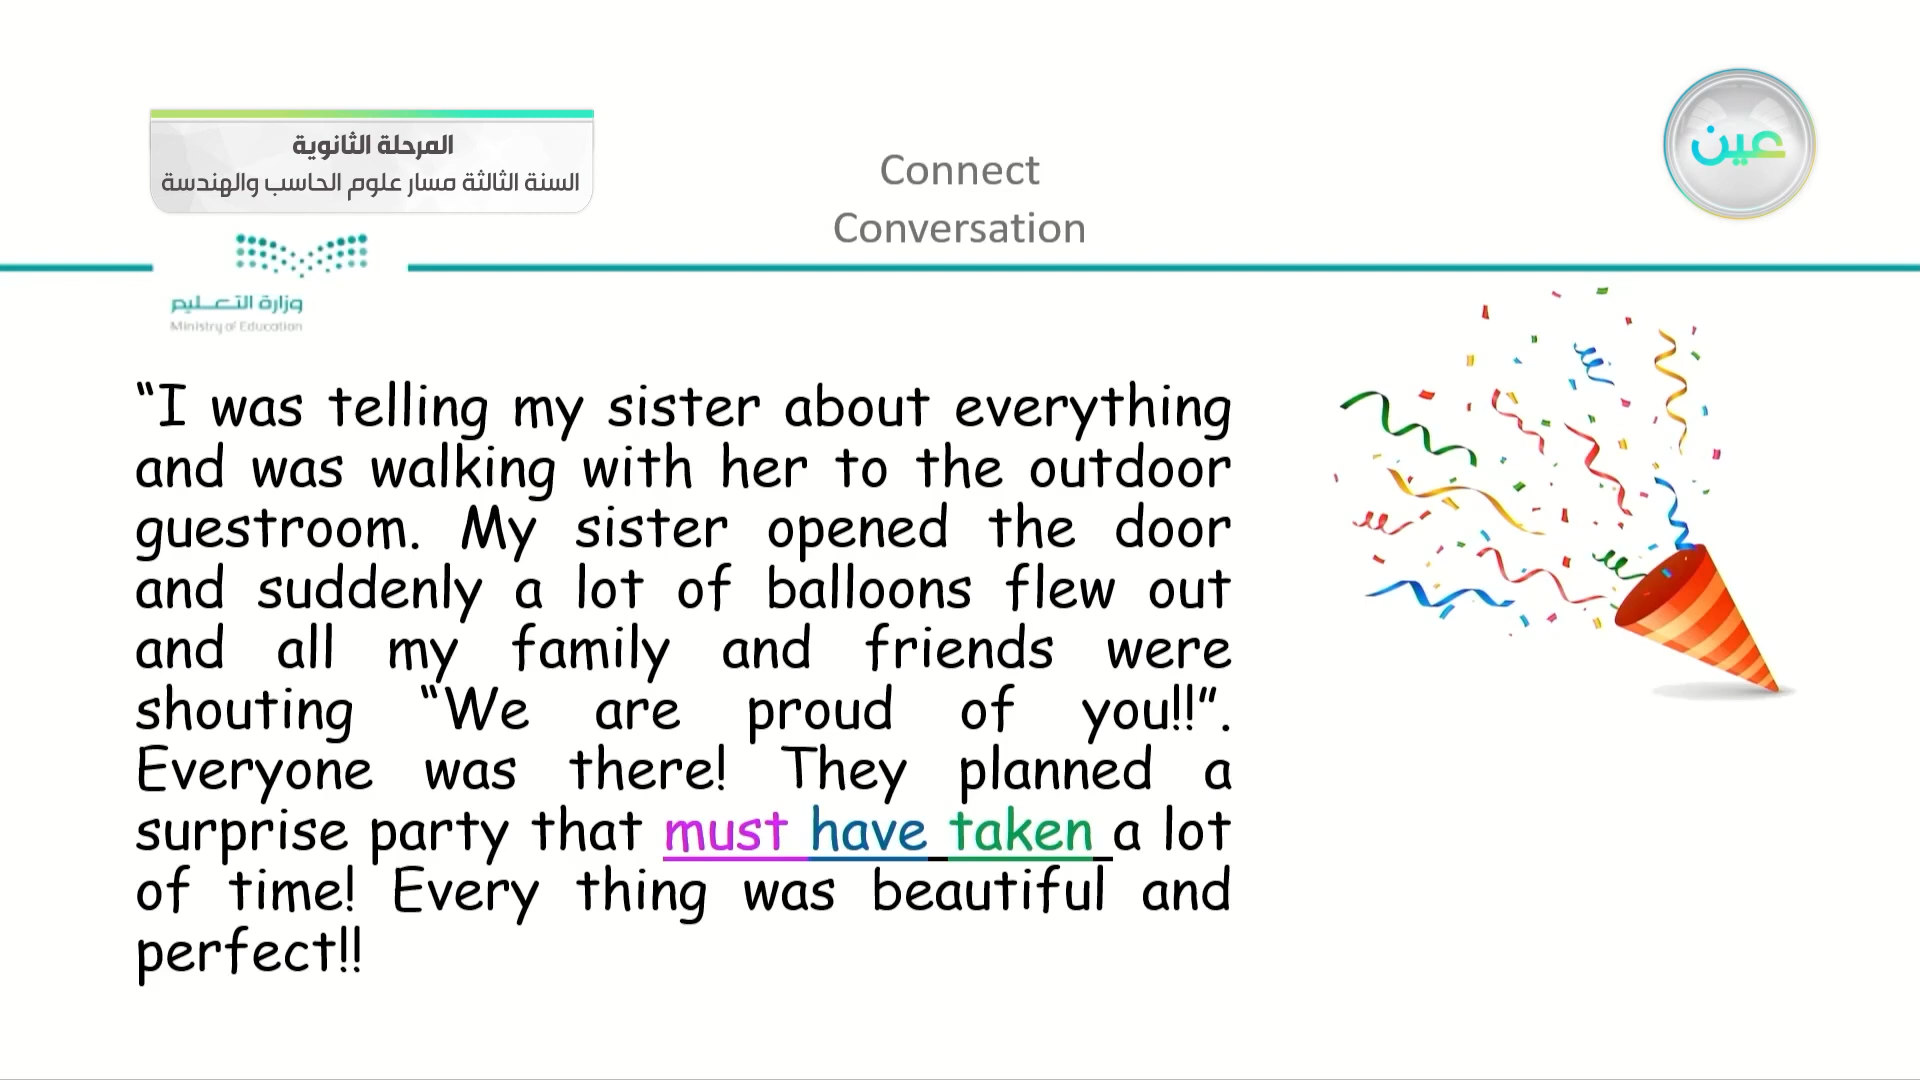 المرحلة الثانوية
السنة الثالثة مسار علوم الحاسب والهندسة
Connect
Conversation
عين
وزارة التعليم
Ministry of Education
“I was telling my sister about everything
and was walking with her to the outdoor
guestroom. My sister opened the door
and suddenly a lot of balloons flew out
and all my family and friends were
shouting “We are proud of you!!”.
Everyone was there! They planned a
surprise party that must have taken a lot
of time! Every thing was beautiful and
perfect!!